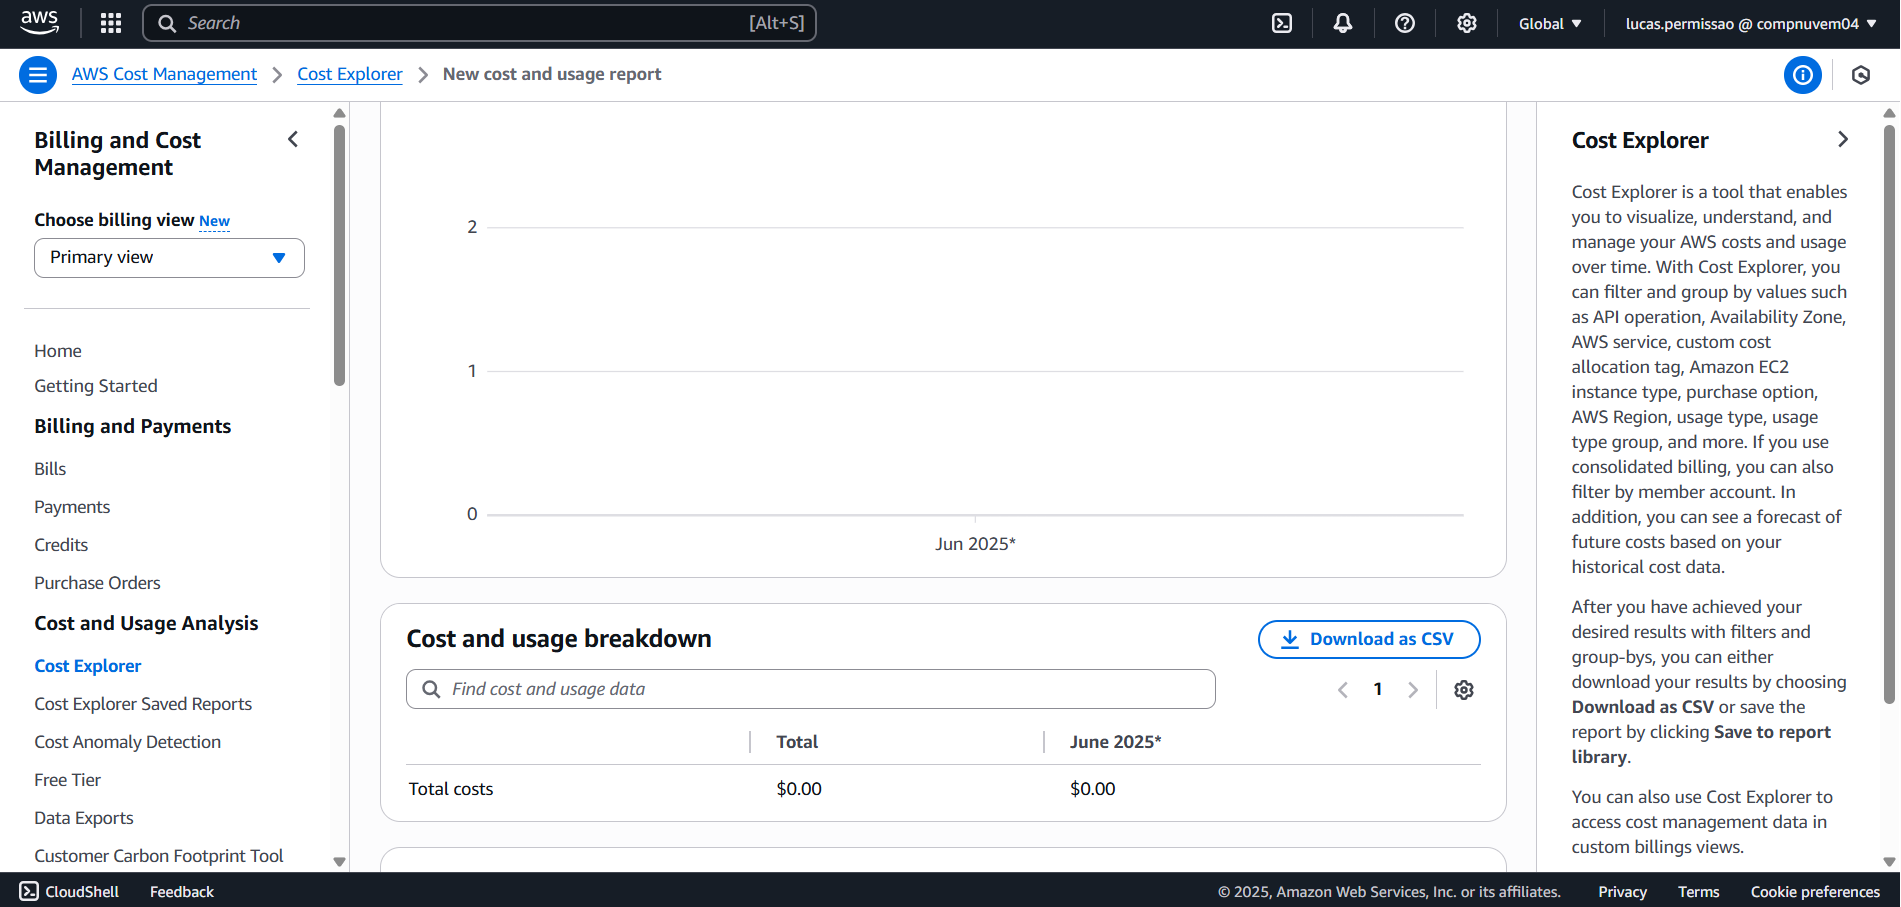 aws
Search
[Alt+S]
Global
lucas.permissao @ compnuvem04
AWS Cost Management
Cost Explorer
New cost and usage report
Billing and Cost
Management
Choose billing view New
Primary view
Home
Getting Started
Billing and Payments
Bills
Payments
Credits
Purchase Orders
Cost and Usage Analysis
Cost Explorer
Cost Explorer Saved Reports
Cost Anomaly Detection
Free Tier
Data Exports
Customer Carbon Footprint Tool
2
1
0
Jun 2025*
Cost and usage breakdown
Download as CSV
Find cost and usage data
1
Total
June 2025*
Total costs
$0.00
$0.00
Cost Explorer
Cost Explorer is a tool that enables
you to visualize, understand, and
manage your AWS costs and usage
over time. With Cost Explorer, you
can filter and group by values such
as API operation, Availability Zone,
AWS service, custom cost
allocation tag, Amazon EC2
instance type, purchase option,
AWS Region, usage type, usage
type group, and more. If you use
consolidated billing, you can also
filter by member account. In
addition, you can see a forecast of
future costs based on your
historical cost data.
After you have achieved your
desired results with filters and
group-bys, you can either
download your results by choosing
Download as CSV or save the
report by clicking Save to report
library.
You can also use Cost Explorer to
access cost management data in
custom billings views.
CloudShell
Feedback
© 2025, Amazon Web Services, Inc. or its affiliates.
Privacy
Terms
Cookie preferences